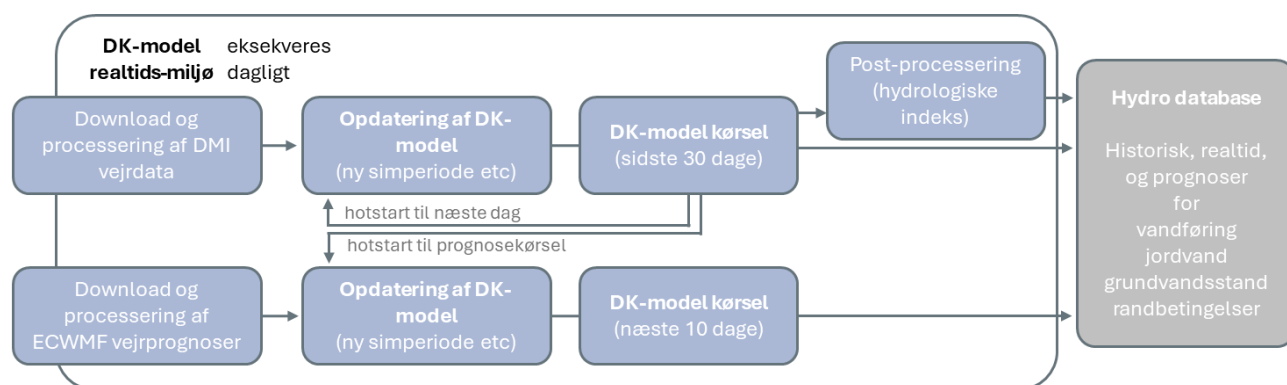 DK-model eksekveres
realtids-miljø dagligt
Download og
processering af DMI
vejrdata
Opdatering af DK-
model
(ny simperiode etc)
DK-model kørsel
(sidste 30 dage)
Post-processering
(hydrologiske
indeks)
Hydro database
Historisk, realtid,
og prognoser
for
vandføring
jordvand
grundvandsstand
randbetingelser
hotstart til næste dag
hotstart til prognosekørsel
Download og
processering af
ECWMF vejrprognoser
Opdatering af DK-
model
(ny simperiode etc)
DK-model kørsel
(næste 10 dage)